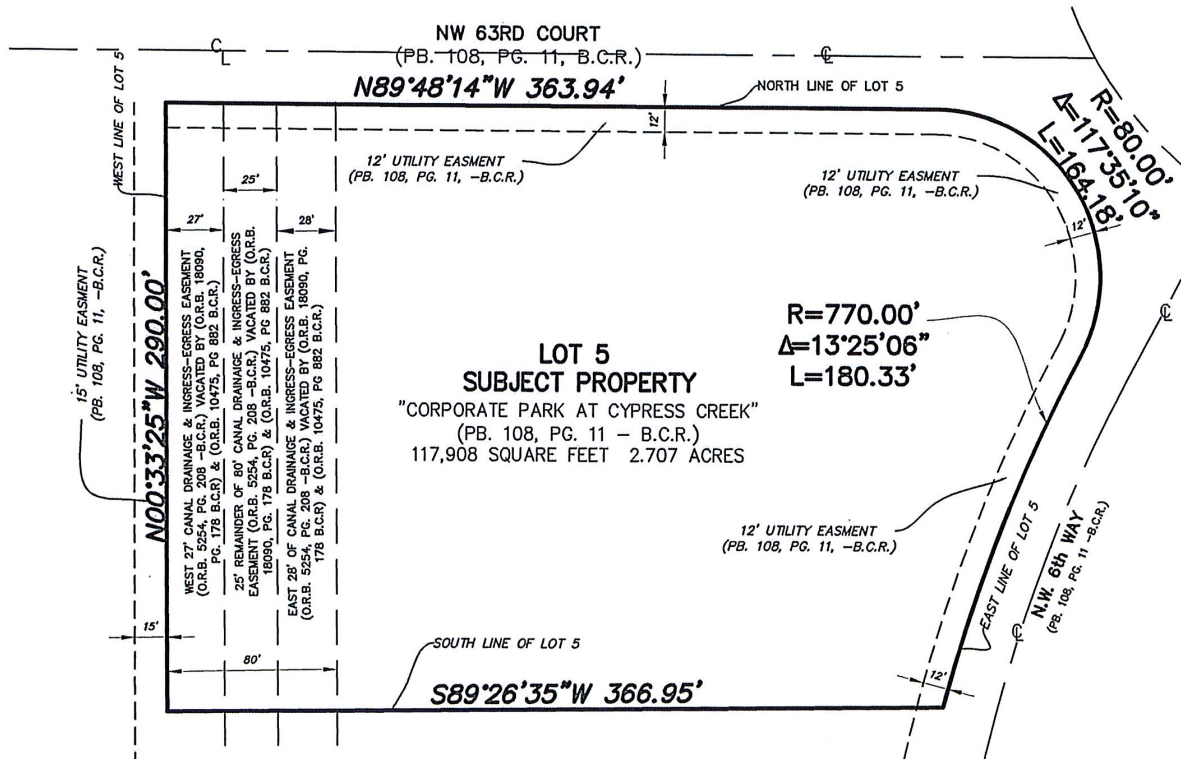 NW 63RD COURT
(PB. 108, PG. 11, B.C.R.)
N89°48'14"W 363.94'
NORTH LINE OF LOT 5
WEST LINE OF LOT 5
CL
CL
12'
R=80.00'
Δ=117°35'10"
L=164.18'
12' UTILITY EASMENT
(PB. 108, PG. 11, -B.C.R.)
12' UTILITY EASMENT
(PB. 108, PG. 11, -B.C.R.)
12'
25'
27'
28'
15' UTILITY EASMENT
(PB. 108, PG. 11, -B.C.R.)
N00°33'25"W 290.00'
WEST 27' CANAL DRAINAIGE & INGRESS-EGRESS EASEMENT
(O.R.B. 5254, PG. 208 -B.C.R.) VACATED BY (O.R.B. 18090,
PG. 178 B.C.R.) & (O.R.B. 10475, PG 882 B.C.R.)
25' REMAINDER OF 80' CANAL DRAINAIGE & INGRESS-EGRESS
EASEMENT (O.R.B. 5254, PG. 208 -B.C.R.) VACATED BY (O.R.B.
18090, PG. 178 B.C.R.) & (O.R.B. 10475, PG 882 B.C.R.)
EAST 28' OF CANAL DRAINAIGE & INGRESS-EGRESS EASEMENT
(O.R.B. 5254, PG. 208 -B.C.R.) VACATED BY (O.R.B. 18090, PG.
178 B.C.R.) & (O.R.B. 10475, PG 882 B.C.R.)
R=770.00'
Δ=13°25'06"
L=180.33'
CL
LOT 5
SUBJECT PROPERTY
"CORPORATE PARK AT CYPRESS CREEK"
(PB. 108, PG. 11 - B.C.R.)
117,908 SQUARE FEET 2.707 ACRES
12' UTILITY EASMENT
(PB. 108, PG. 11, -B.C.R.)
EAST LINE OF LOT 5
N.W. 6th WAY
(PB. 108, PG. 11 -B.C.R.)
CL
15'
80'
SOUTH LINE OF LOT 5
12'
S89°26'35"W 366.95'